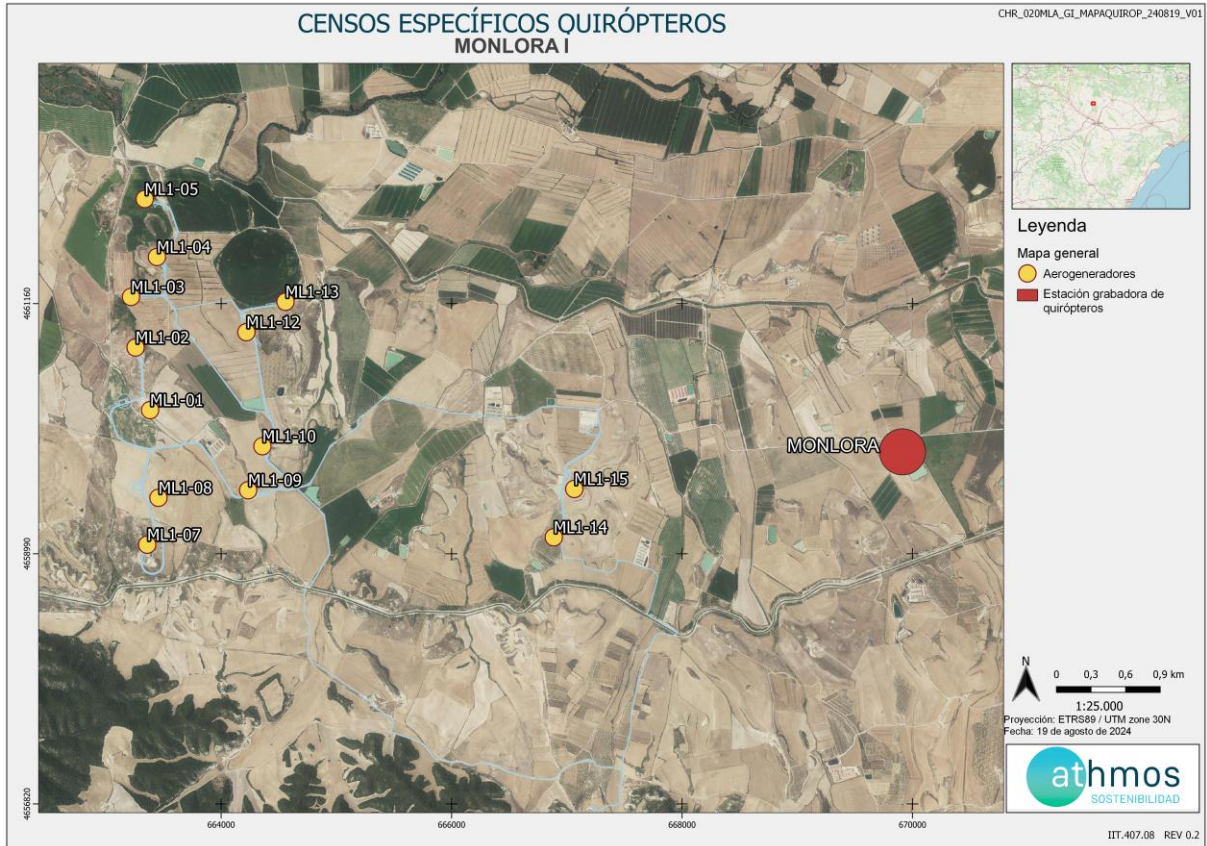 CENSOS ESPECÍFICOS QUIRÓPTEROS
MONLORA I
CHR_020MLA_GI_MAPAQUIROP_240819_V01
ML1-05
ML1-04
ML1-03
ML1-13
ML1-12
ML1-02
ML1-01
ML1-10
ML1-09
ML1-08
ML1-07
ML1-15
ML1-14
MONLORA
4661160
4658990
4656820
664000
666000
668000
670000
Leyenda
Mapa general
Aerogeneradores
Estación grabadora de
quirópteros
N
0 0,3 0,6 0,9 km
1:25.000
Proyección: ETRS89 / UTM zone 30N
Fecha: 19 de agosto de 2024
athmos
SOSTENIBILIDAD
IIT.407.08 REV 0.2